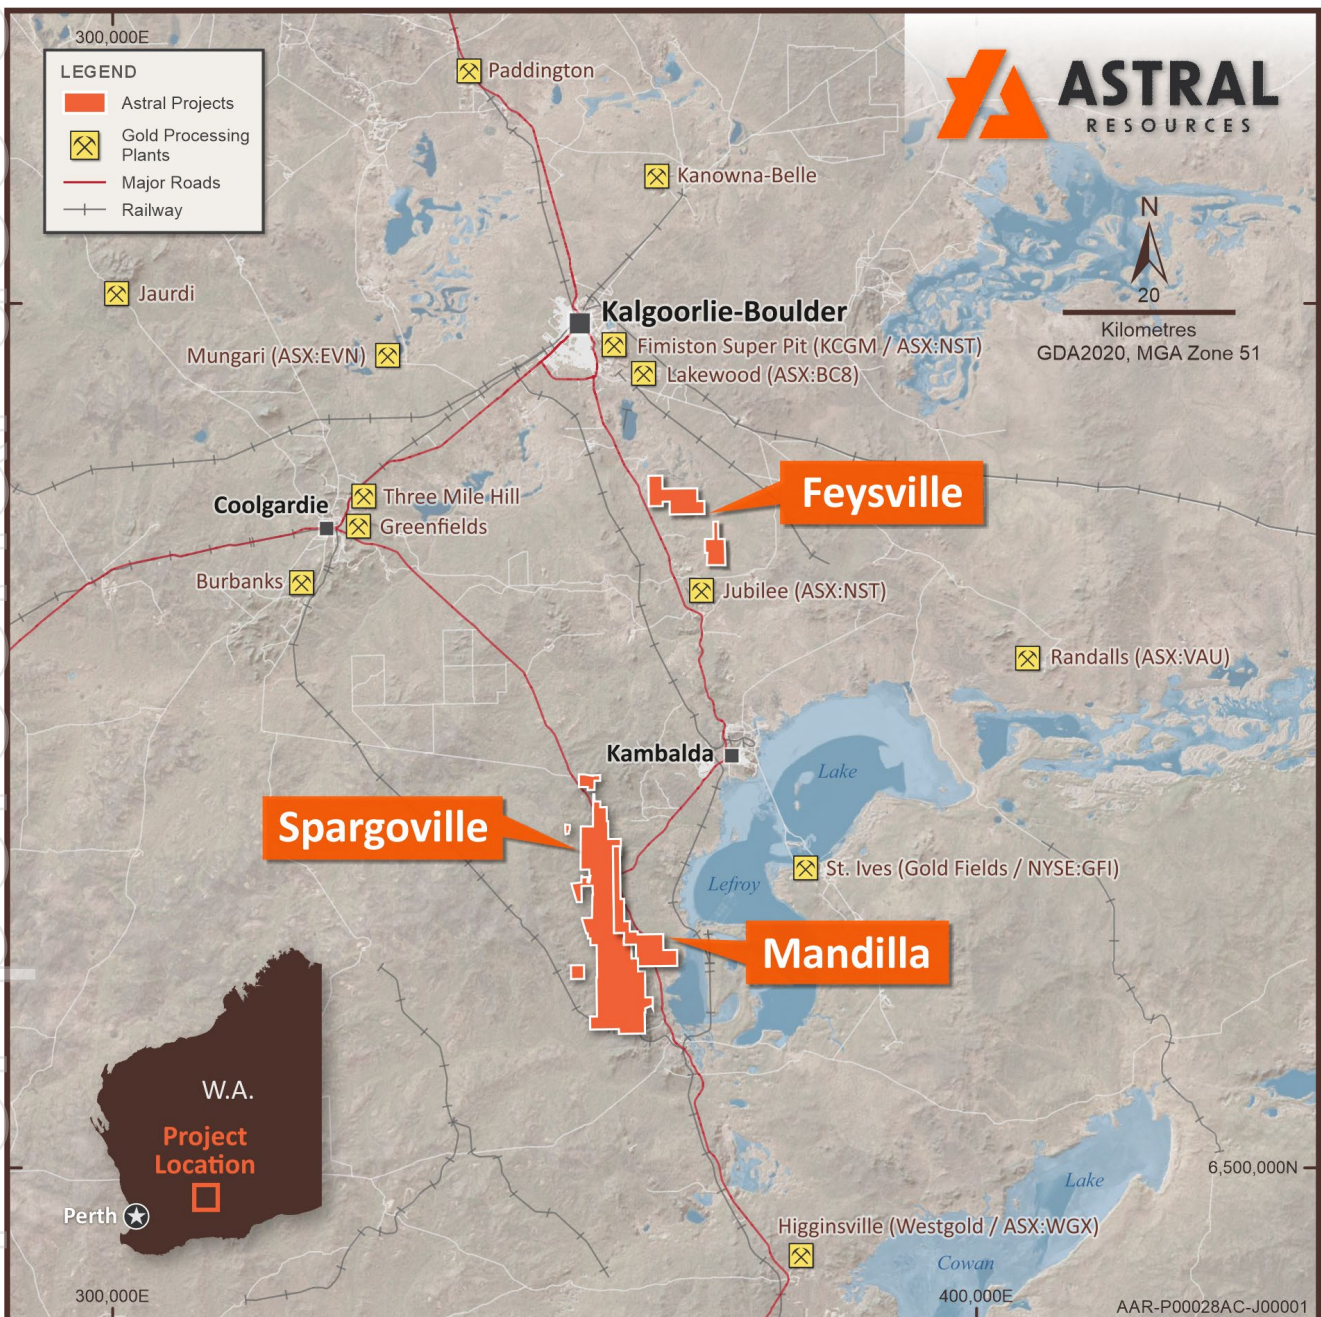 300,000E
LEGEND
Astral Projects
Gold Processing
Plants
Major Roads
Railway
Paddington
ASTRAL
RESOURCES
Kanowna-Belle
N
20
Kilometres
GDA2020, MGA Zone 51
Jaurdi
Kalgoorlie-Boulder
Mungari (ASX:EVN)
Fimiston Super Pit (KCGM / ASX:NST)
Lakewood (ASX:BC8)
Feysville
Coolgardie
Three Mile Hill
Greenfields
Burbanks
Jubilee (ASX:NST)
Randalls (ASX:VAU)
Kambalda
Lake
Spargoville
St. Ives (Gold Fields / NYSE:GFI)
Lefroy
Mandilla
W.A.
Project
Location
Perth
6,500,000N
Lake
Higginsville (Westgold / ASX:WGX)
Cowan
300,000E
400,000E
AAR-P00028AC-J00001